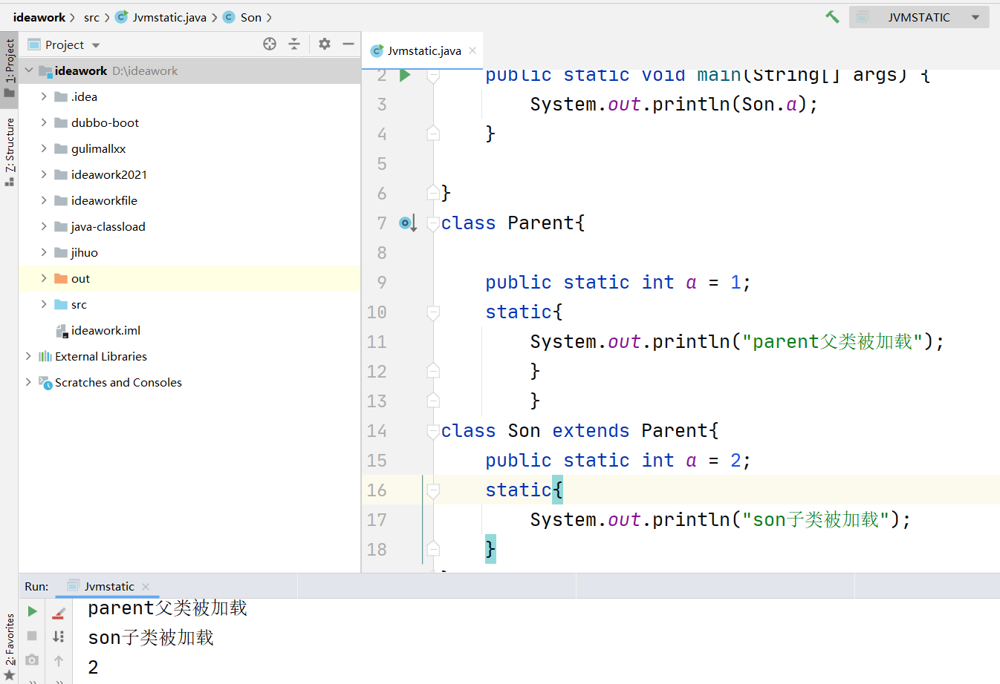 ideawork
src
Jvmstatic.java
Son
JVMSTATIC
1: Project
7: Structure
2: Favorites
Project
ideawork D:\ideawork
.idea
dubbo-boot
gulimallxx
ideawork2021
ideaworkfile
java-classload
jihuo
out
src
ideawork.iml
External Libraries
Scratches and Consoles
Jvmstatic.java
2 public static void main(String[] args) {
3 System.out.println(Son.a);
4 }
5
6 }
7 class Parent{
8
9 public static int a = 1;
10 static{
11 System.out.println("parent父类被加载");
12 }
13 }
14 class Son extends Parent{
15 public static int a = 2;
16 static{
17 System.out.println("son子类被加载");
18 }
Run: Jvmstatic
parent父类被加载
son子类被加载
2